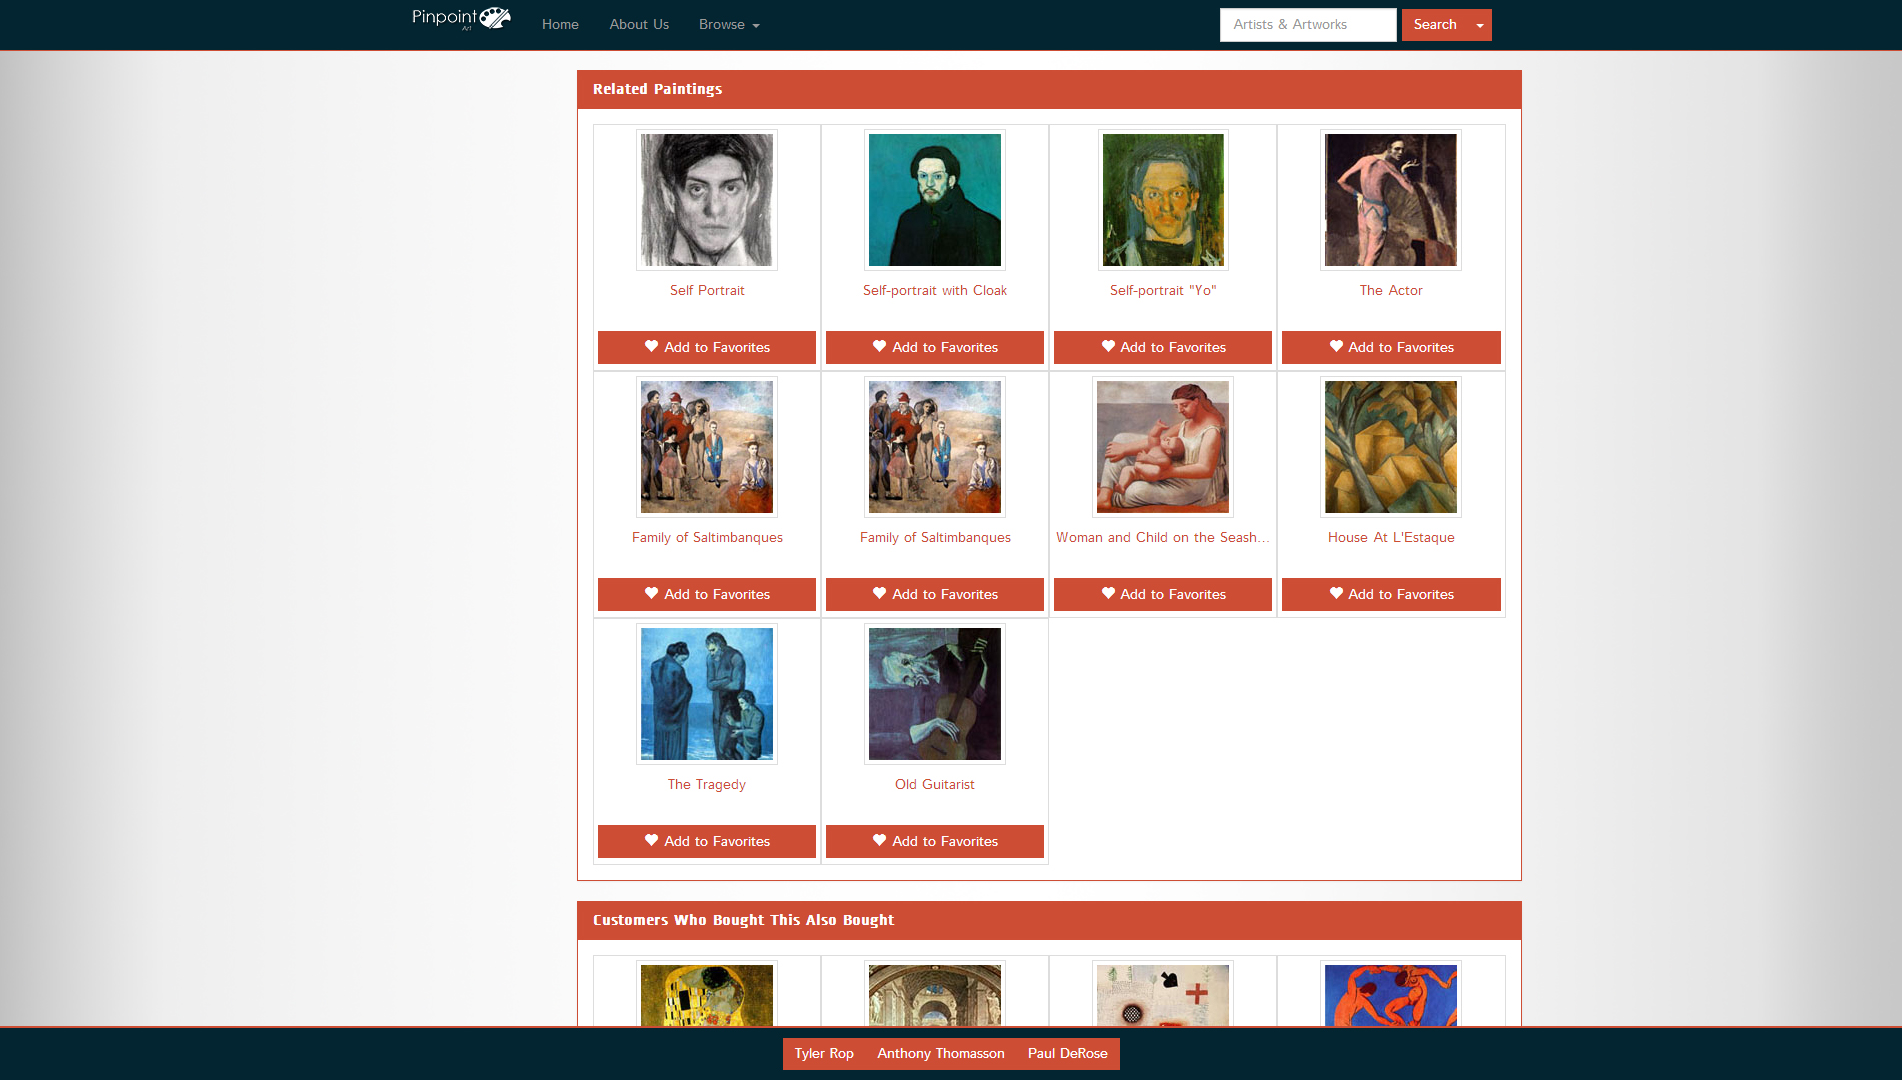 Pinpoint
Art
Home
About Us
Browse
Artists & Artworks
Search
Related Paintings
Self Portrait
Self-portrait with Cloak
Self-portrait "Yo"
The Actor
Add to Favorites
Add to Favorites
Add to Favorites
Add to Favorites
Family of Saltimbanques
Family of Saltimbanques
Woman and Child on the Seash...
House At L'Estaque
Add to Favorites
Add to Favorites
Add to Favorites
Add to Favorites
The Tragedy
Old Guitarist
Add to Favorites
Add to Favorites
Customers Who Bought This Also Bought
Tyler Rop
Anthony Thomasson
Paul DeRose